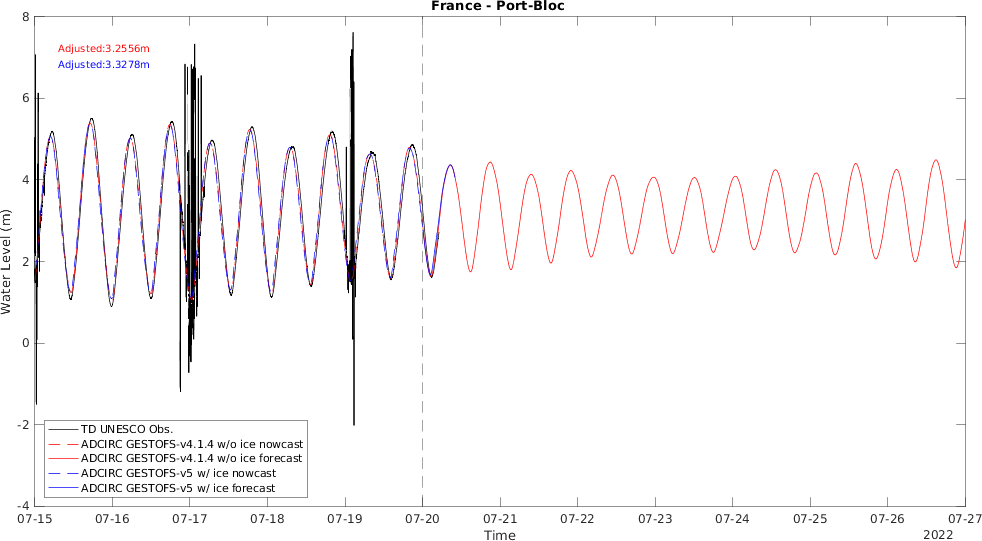 France - Port-Bloc
Adjusted:3.2556m
Adjusted:3.3278m
Water Level (m)
8
6
4
2
0
-2
-4
TD UNESCO Obs.
ADCIRC GESTOFS-v4.1.4 w/o ice nowcast
ADCIRC GESTOFS-v4.1.4 w/o ice forecast
ADCIRC GESTOFS-v5 w/ ice nowcast
ADCIRC GESTOFS-v5 w/ ice forecast
07-15 07-16 07-17 07-18 07-19 07-20 07-21 07-22 07-23 07-24 07-25 07-26 07-27
Time
2022